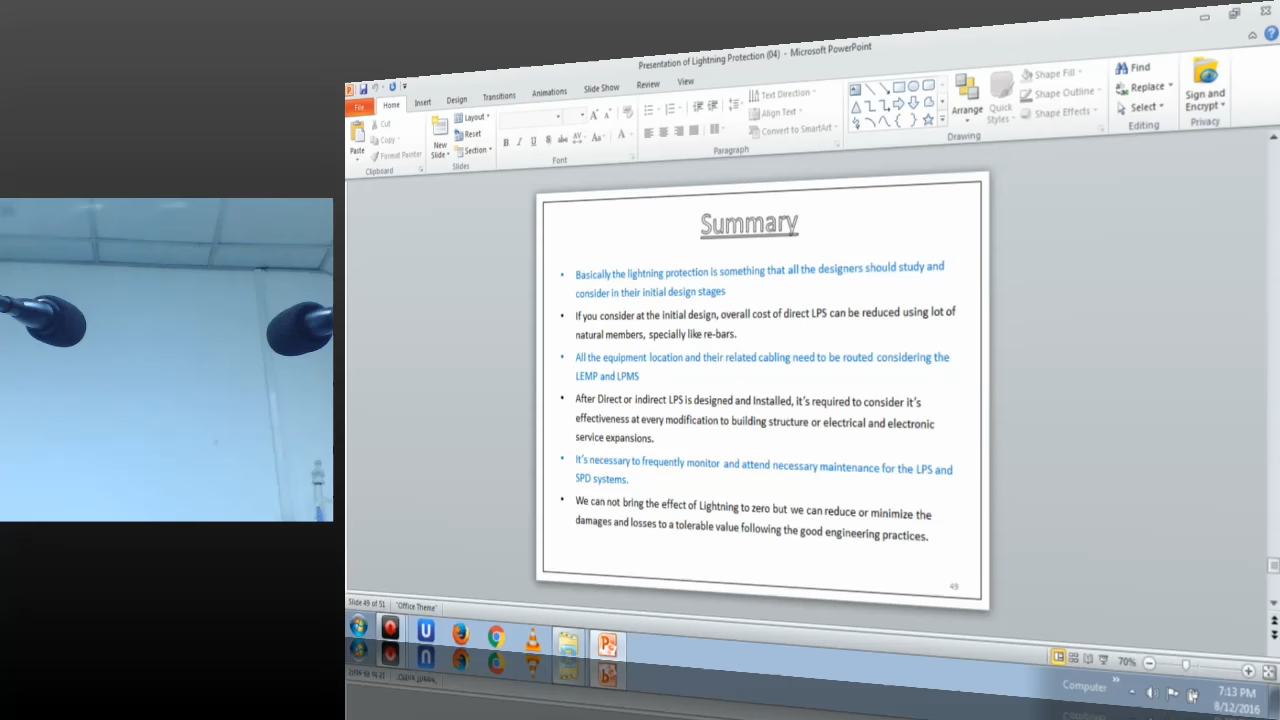 Presentation of Lightning Protection (04) - Microsoft PowerPoint
File Home Insert Design Transitions Animations Slide Show Review View
Paste
Cut
Copy
Format Painter
Clipboard
New
Slide
Layout
Reset
Section
Slides
Font
Text Direction
Align Text
Convert to SmartArt
Paragraph
Arrange
Quick
Styles
Shape Fill
Shape Outline
Shape Effects
Drawing
Find
Replace
Select
Editing
Sign and
Encrypt
Privacy
Summary
• Basically the lightning protection is something that all the designers should study and
consider in their initial design stages
• If you consider at the initial design, overall cost of direct LPS can be reduced using lot of
natural members, specially like re-bars.
• All the equipment location and their related cabling need to be routed considering the
LEMP and LPMS
• After Direct or indirect LPS is designed and Installed, it's required to consider it's
effectiveness at every modification to building structure or electrical and electronic
service expansions.
• It's necessary to frequently monitor and attend necessary maintenance for the LPS and
SPD systems.
• We can not bring the effect of Lightning to zero but we can reduce or minimize the
damages and losses to a tolerable value following the good engineering practices.
49
Slide 49 of 51 "Office Theme"
70%
Computer
7:13 PM
8/12/2016